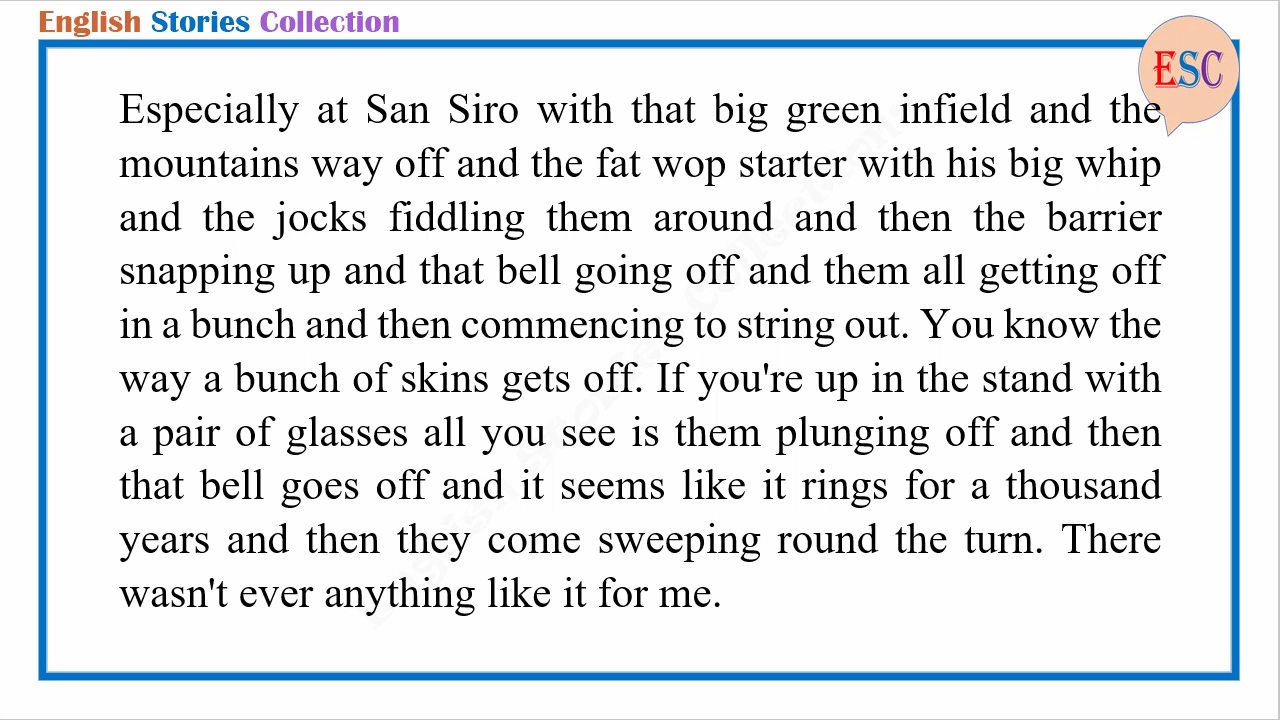 English Stories Collection
ESC
Especially at San Siro with that big green infield and the
mountains way off and the fat wop starter with his big whip
and the jocks fiddling them around and then the barrier
snapping up and that bell going off and them all getting off
in a bunch and then commencing to string out. You know the
way a bunch of skins gets off. If you're up in the stand with
a pair of glasses all you see is them plunging off and then
that bell goes off and it seems like it rings for a thousand
years and then they come sweeping round the turn. There
wasn't ever anything like it for me.
English Stories Collection